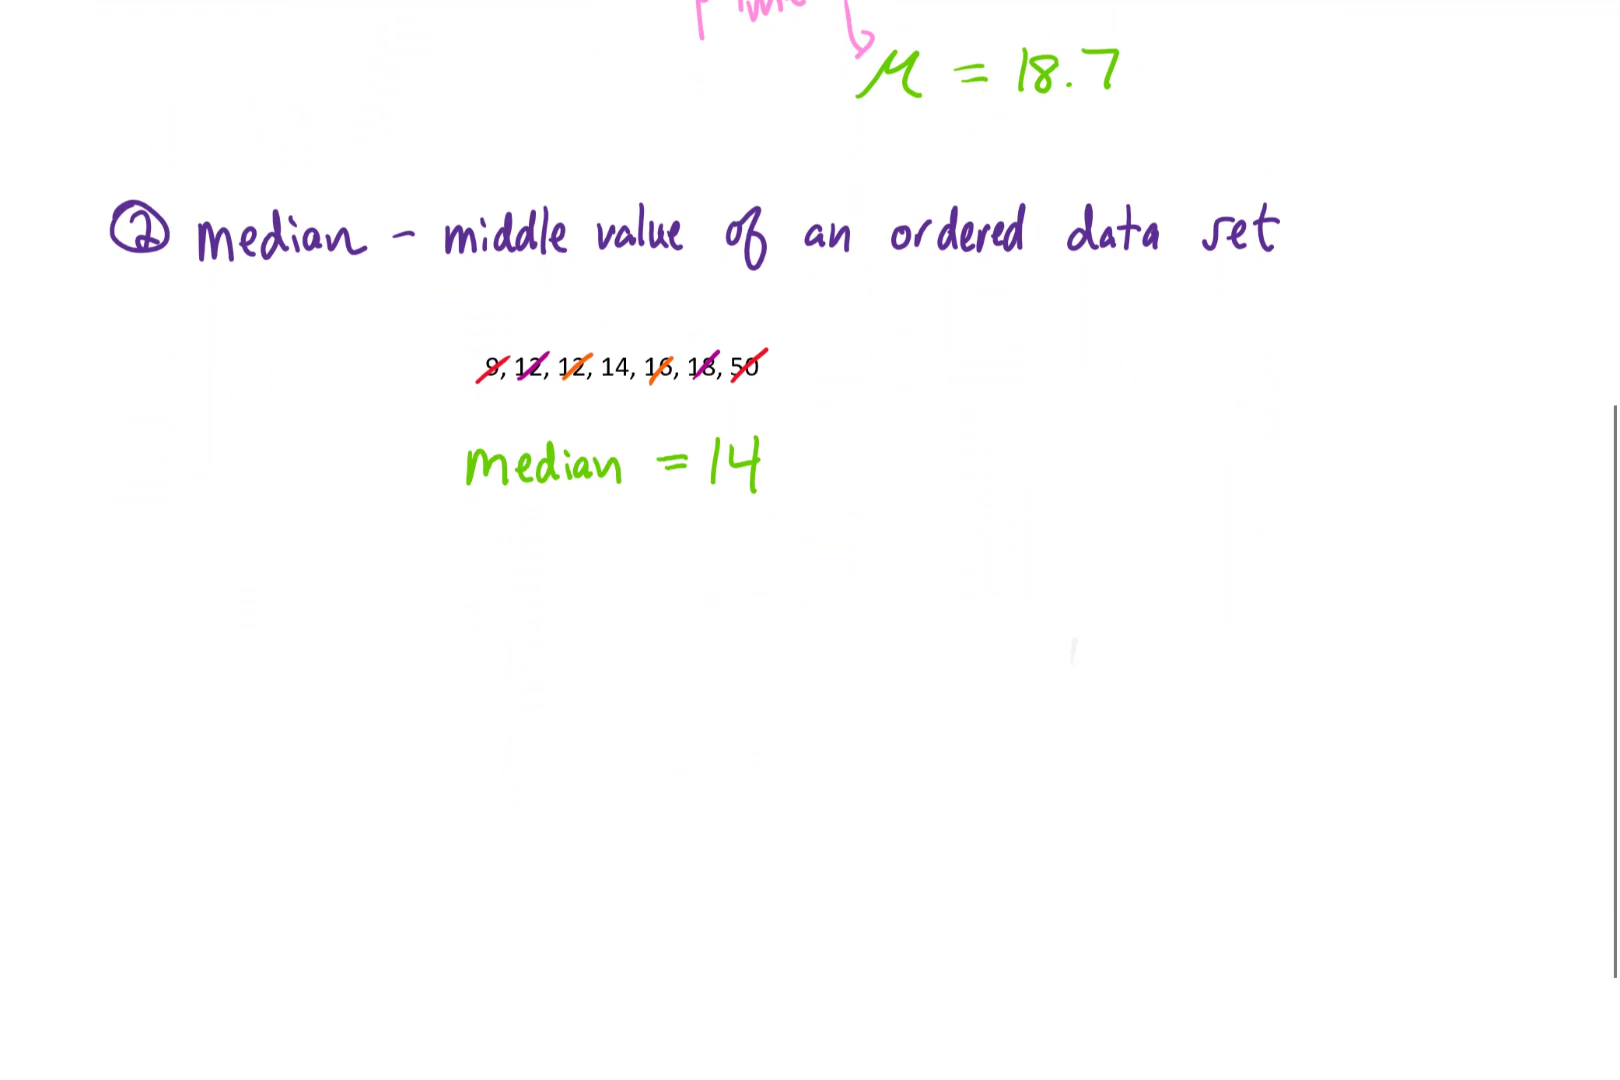 μ = 18.7
② median - middle value of an ordered data set
9, 12, 12, 14, 16, 18, 50
median = 14